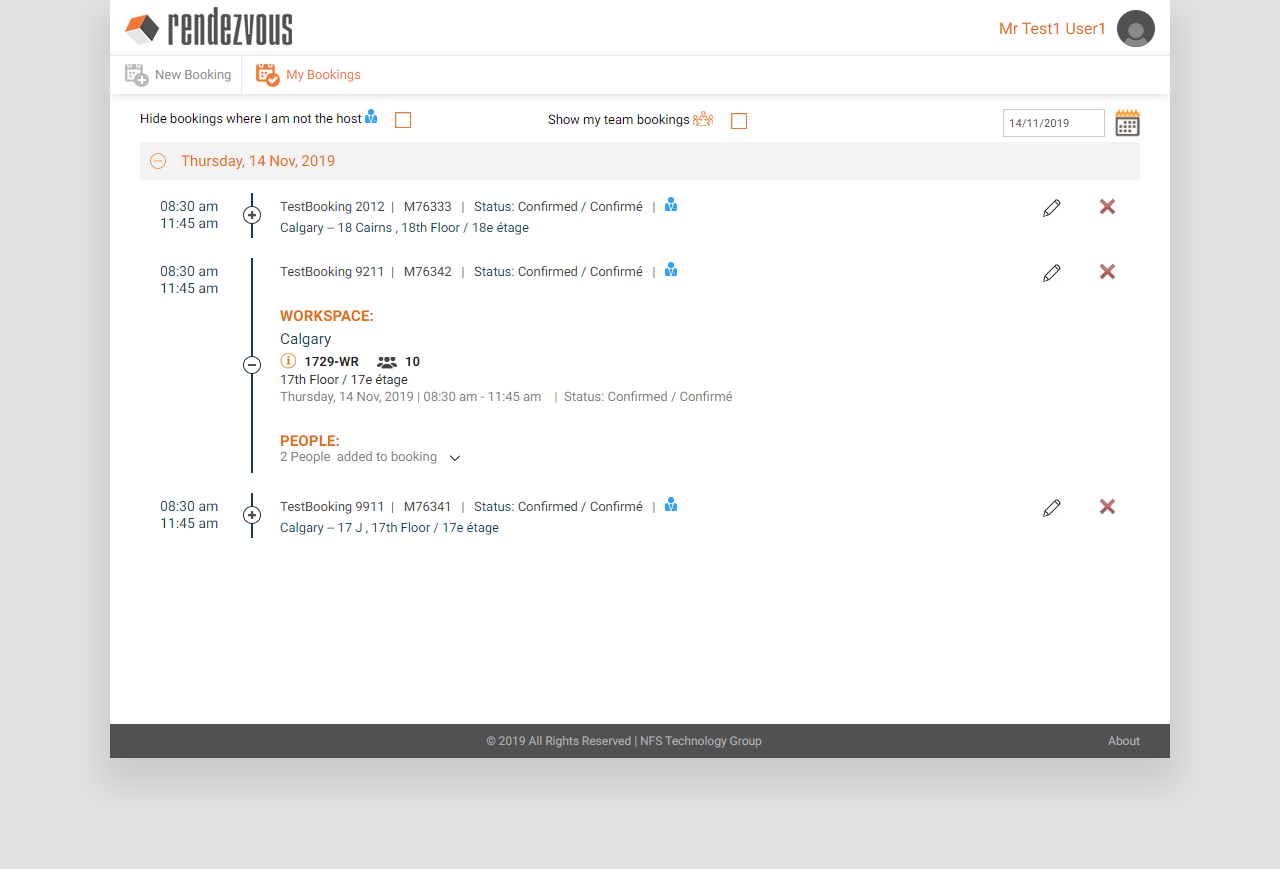 rendezvous
Mr Test1 User1
New Booking
My Bookings
Hide bookings where I am not the host
Show my team bookings
14/11/2019
Thursday, 14 Nov, 2019
08:30 am
11:45 am
TestBooking 2012 | M76333 | Status: Confirmed / Confirmé |
Calgary -- 18 Cairns , 18th Floor / 18e étage
08:30 am
11:45 am
TestBooking 9211 | M76342 | Status: Confirmed / Confirmé |
WORKSPACE:
Calgary
1729-WR 10
17th Floor / 17e étage
Thursday, 14 Nov, 2019 | 08:30 am - 11:45 am | Status: Confirmed / Confirmé
PEOPLE:
2 People added to booking
08:30 am
11:45 am
TestBooking 9911 | M76341 | Status: Confirmed / Confirmé |
Calgary -- 17 J , 17th Floor / 17e étage
© 2019 All Rights Reserved | NFS Technology Group
About